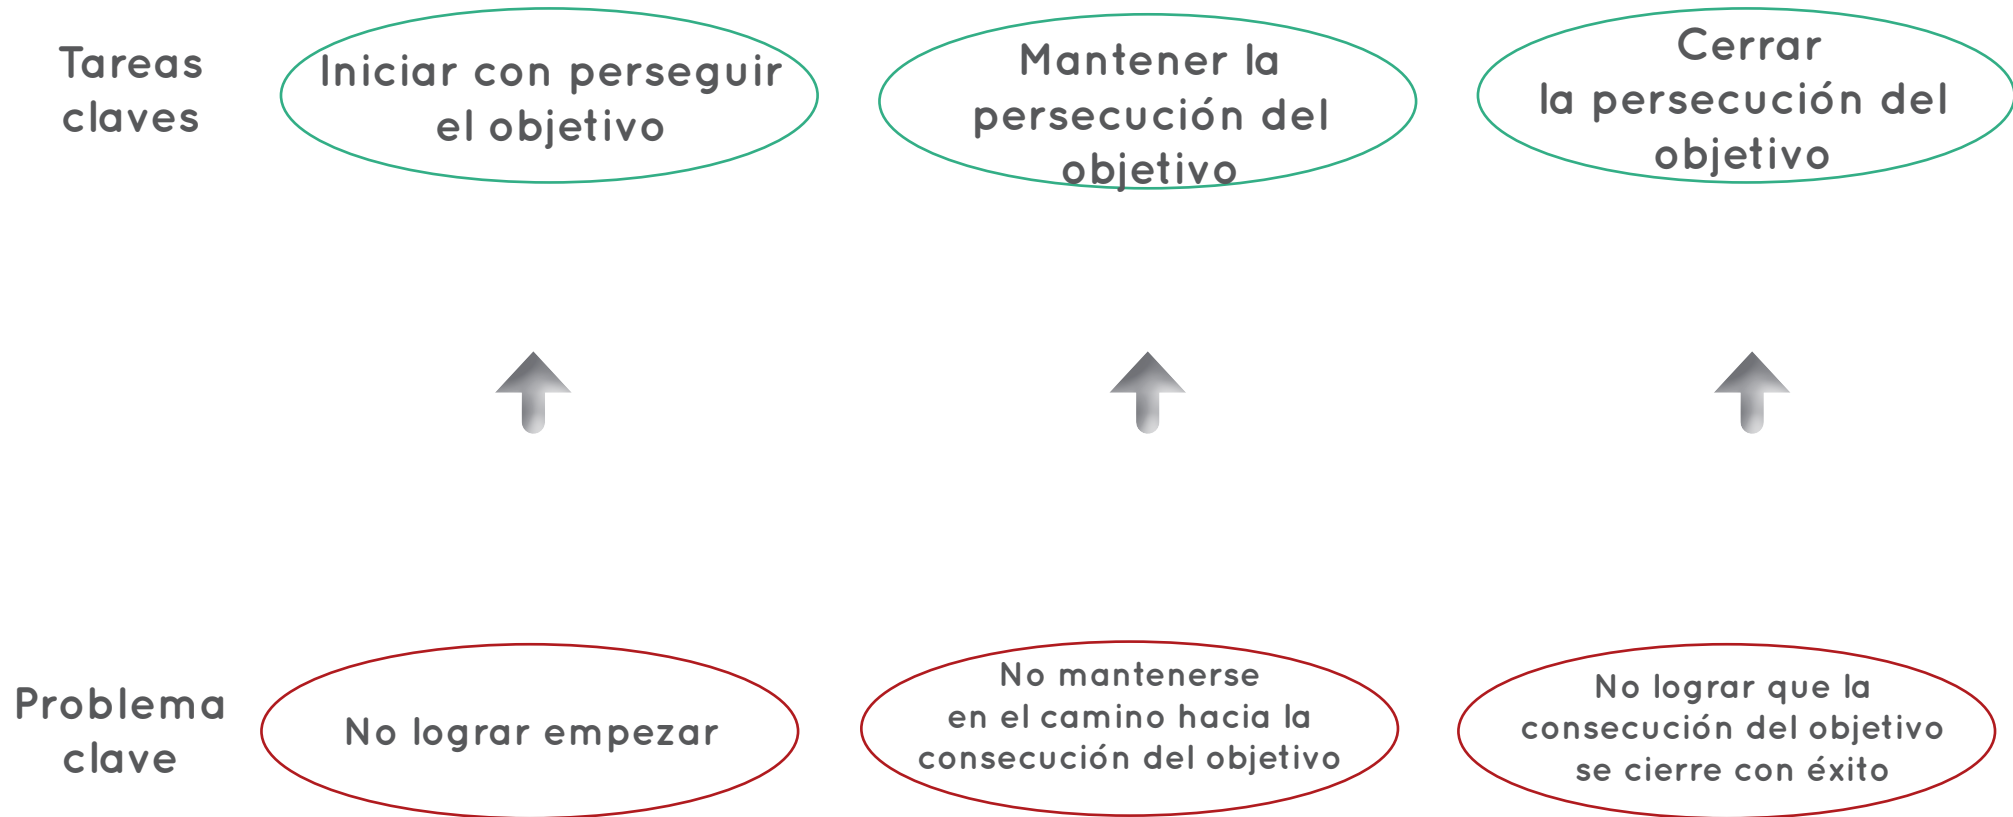 Tareas
claves
Iniciar con perseguir
el objetivo
Mantener la
persecución del
objetivo
Cerrar
la persecución del
objetivo
Problema
clave
No lograr empezar
No mantenerse
en el camino hacia la
consecución del objetivo
No lograr que la
consecución del objetivo
se cierre con éxito